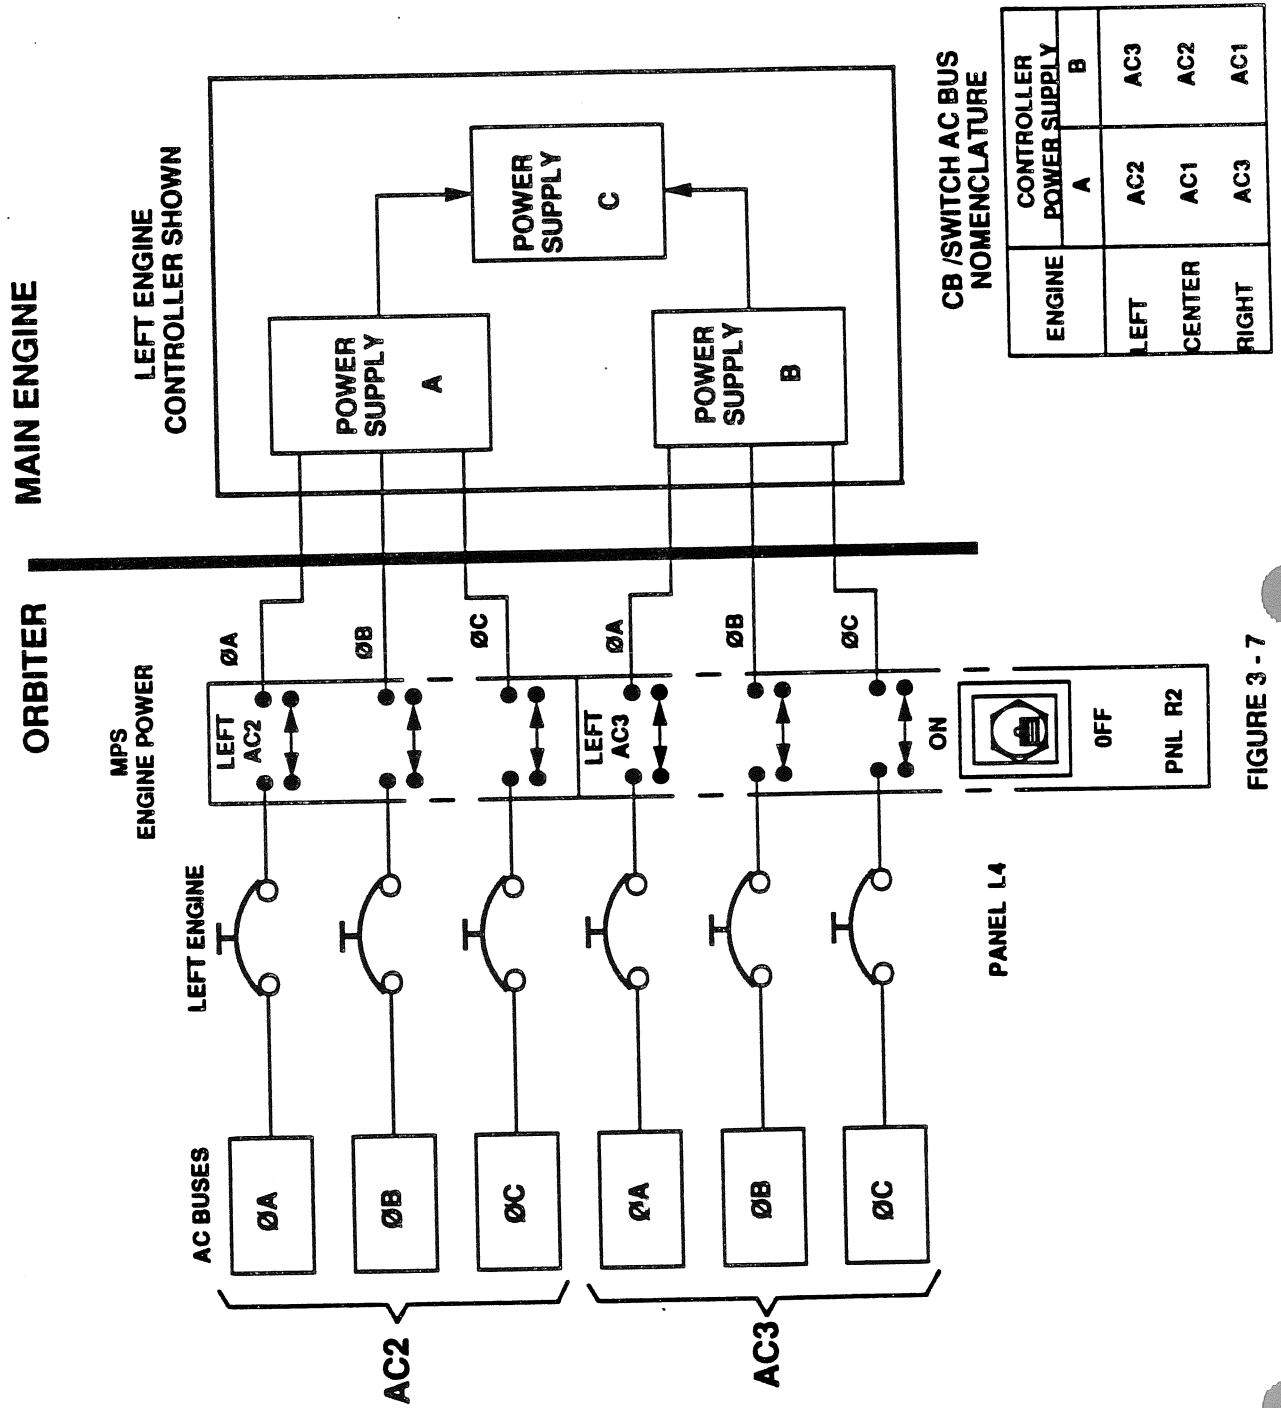 ORBITER
MAIN ENGINE
MPS
ENGINE POWER
LEFT ENGINE
CONTROLLER SHOWN
AC BUSES
LEFT ENGINE
AC2
ØA
LEFT
AC2
ØA
ØB
ØB
ØC
ØC
POWER
SUPPLY
A
POWER
SUPPLY
C
AC3
ØA
LEFT
AC3
ØA
ØB
ØB
ØC
ØC
POWER
SUPPLY
B
PANEL L4
ON
OFF
PNL R2
CB /SWITCH AC BUS
NOMENCLATURE
ENGINE
CONTROLLER
POWER SUPPLY
A
B
LEFT
AC2
AC3
CENTER
AC1
AC2
RIGHT
AC3
AC1
FIGURE 3 - 7